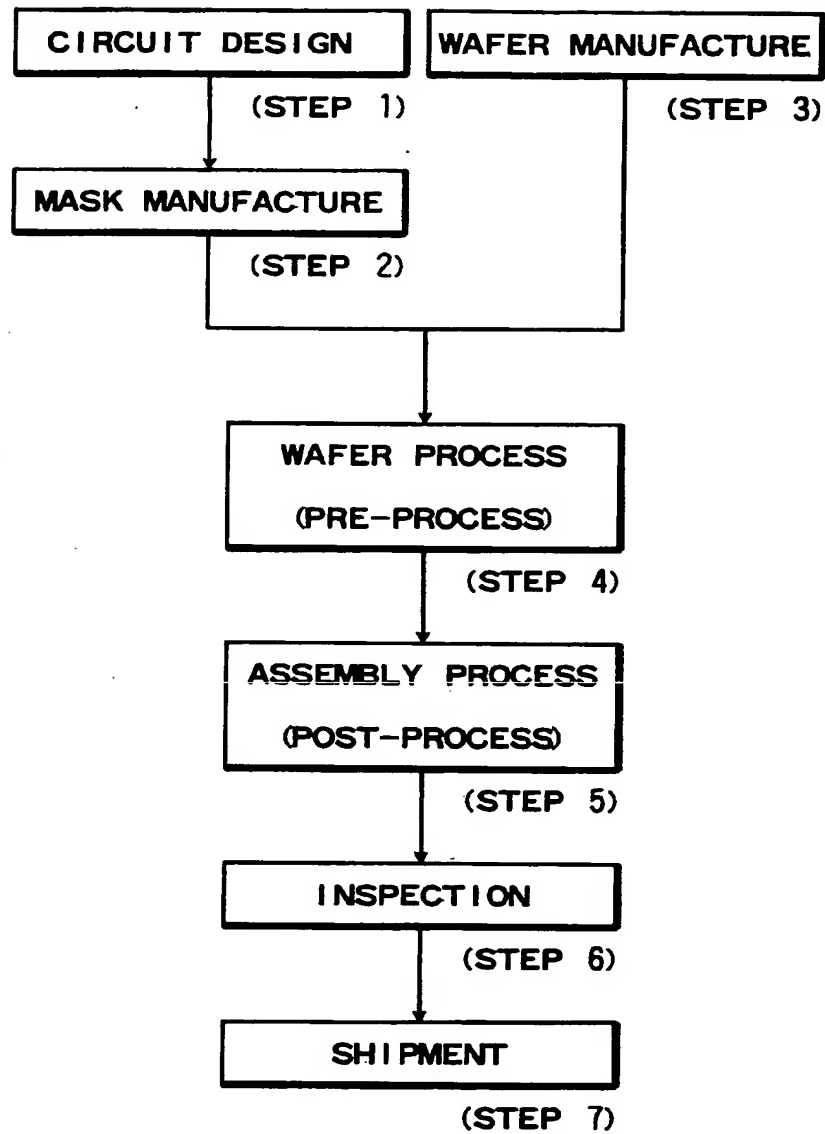 CIRCUIT DESIGN
(STEP 1)
MASK MANUFACTURE
(STEP 2)
WAFER MANUFACTURE
(STEP 3)
WAFER PROCESS
(PRE-PROCESS)
(STEP 4)
ASSEMBLY PROCESS
(POST-PROCESS)
(STEP 5)
INSPECTION
(STEP 6)
SHIPMENT
(STEP 7)